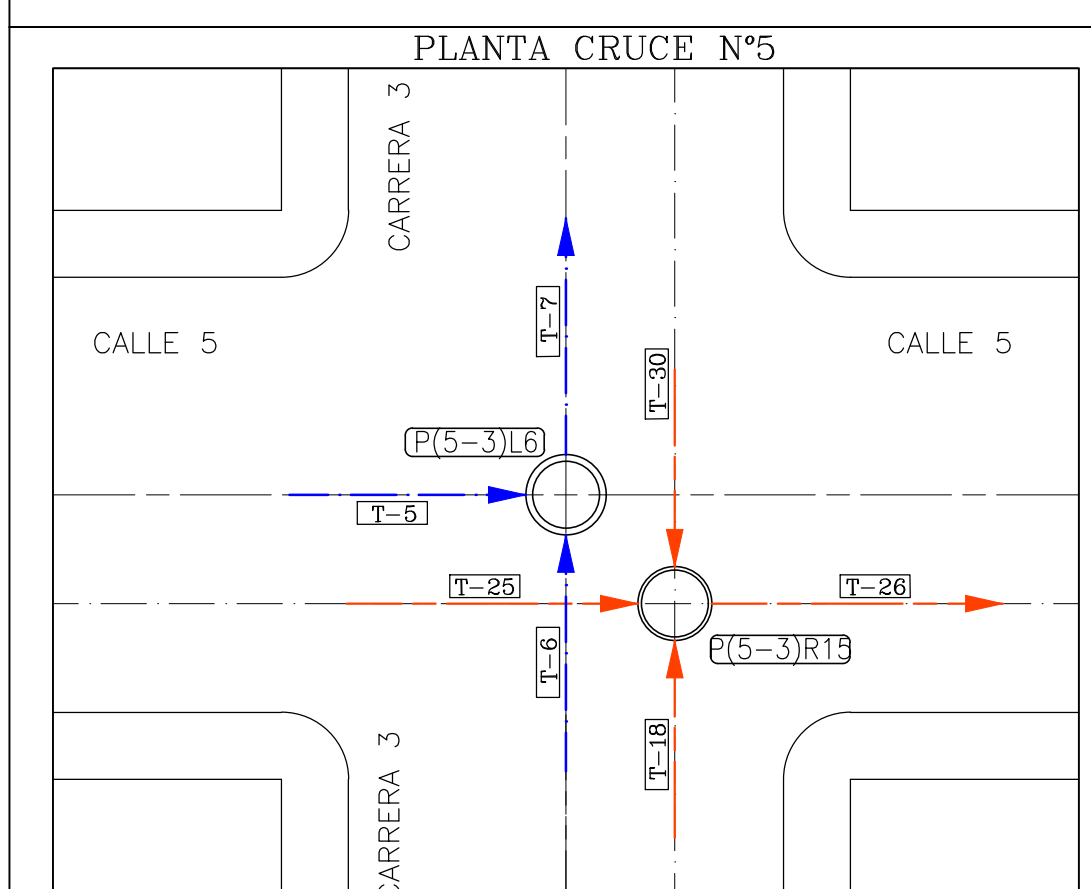 PLANTA CRUCE N°5
CARRERA 3
CALLE 5
CALLE 5
T-7
T-30
P(5-3)L6
T-5
T-25
T-26
T-6
P(5-3)R15
T-18
CARRERA 3